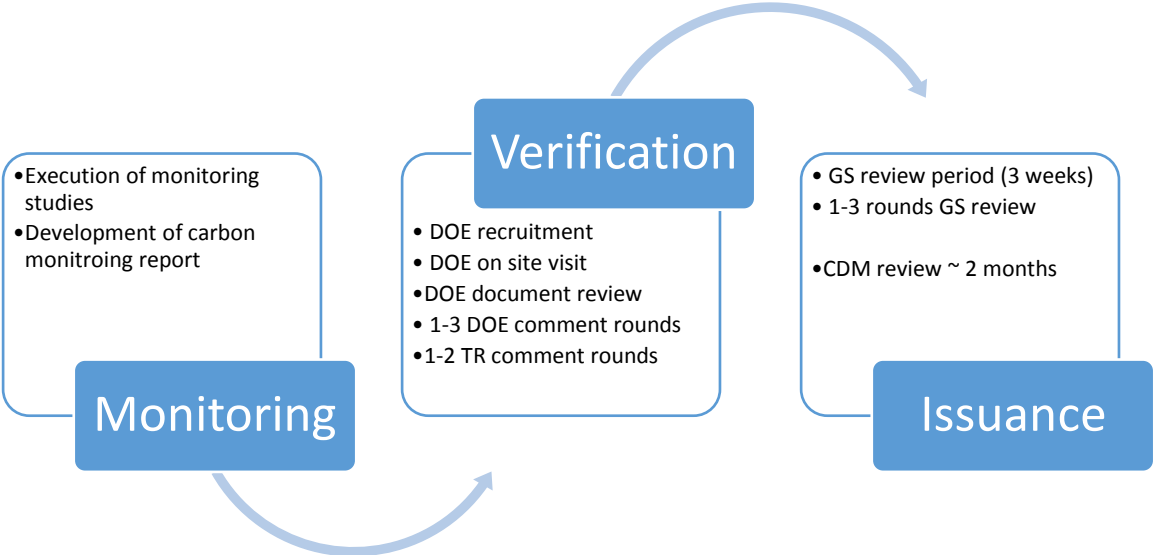 •Execution of monitoring
studies
•Development of carbon
monitroing report
Monitoring
Verification
• DOE recruitment
• DOE on site visit
•DOE document review
• 1-3 DOE comment rounds
•1-2 TR comment rounds
• GS review period (3 weeks)
• 1-3 rounds GS review
•CDM review ~ 2 months
Issuance